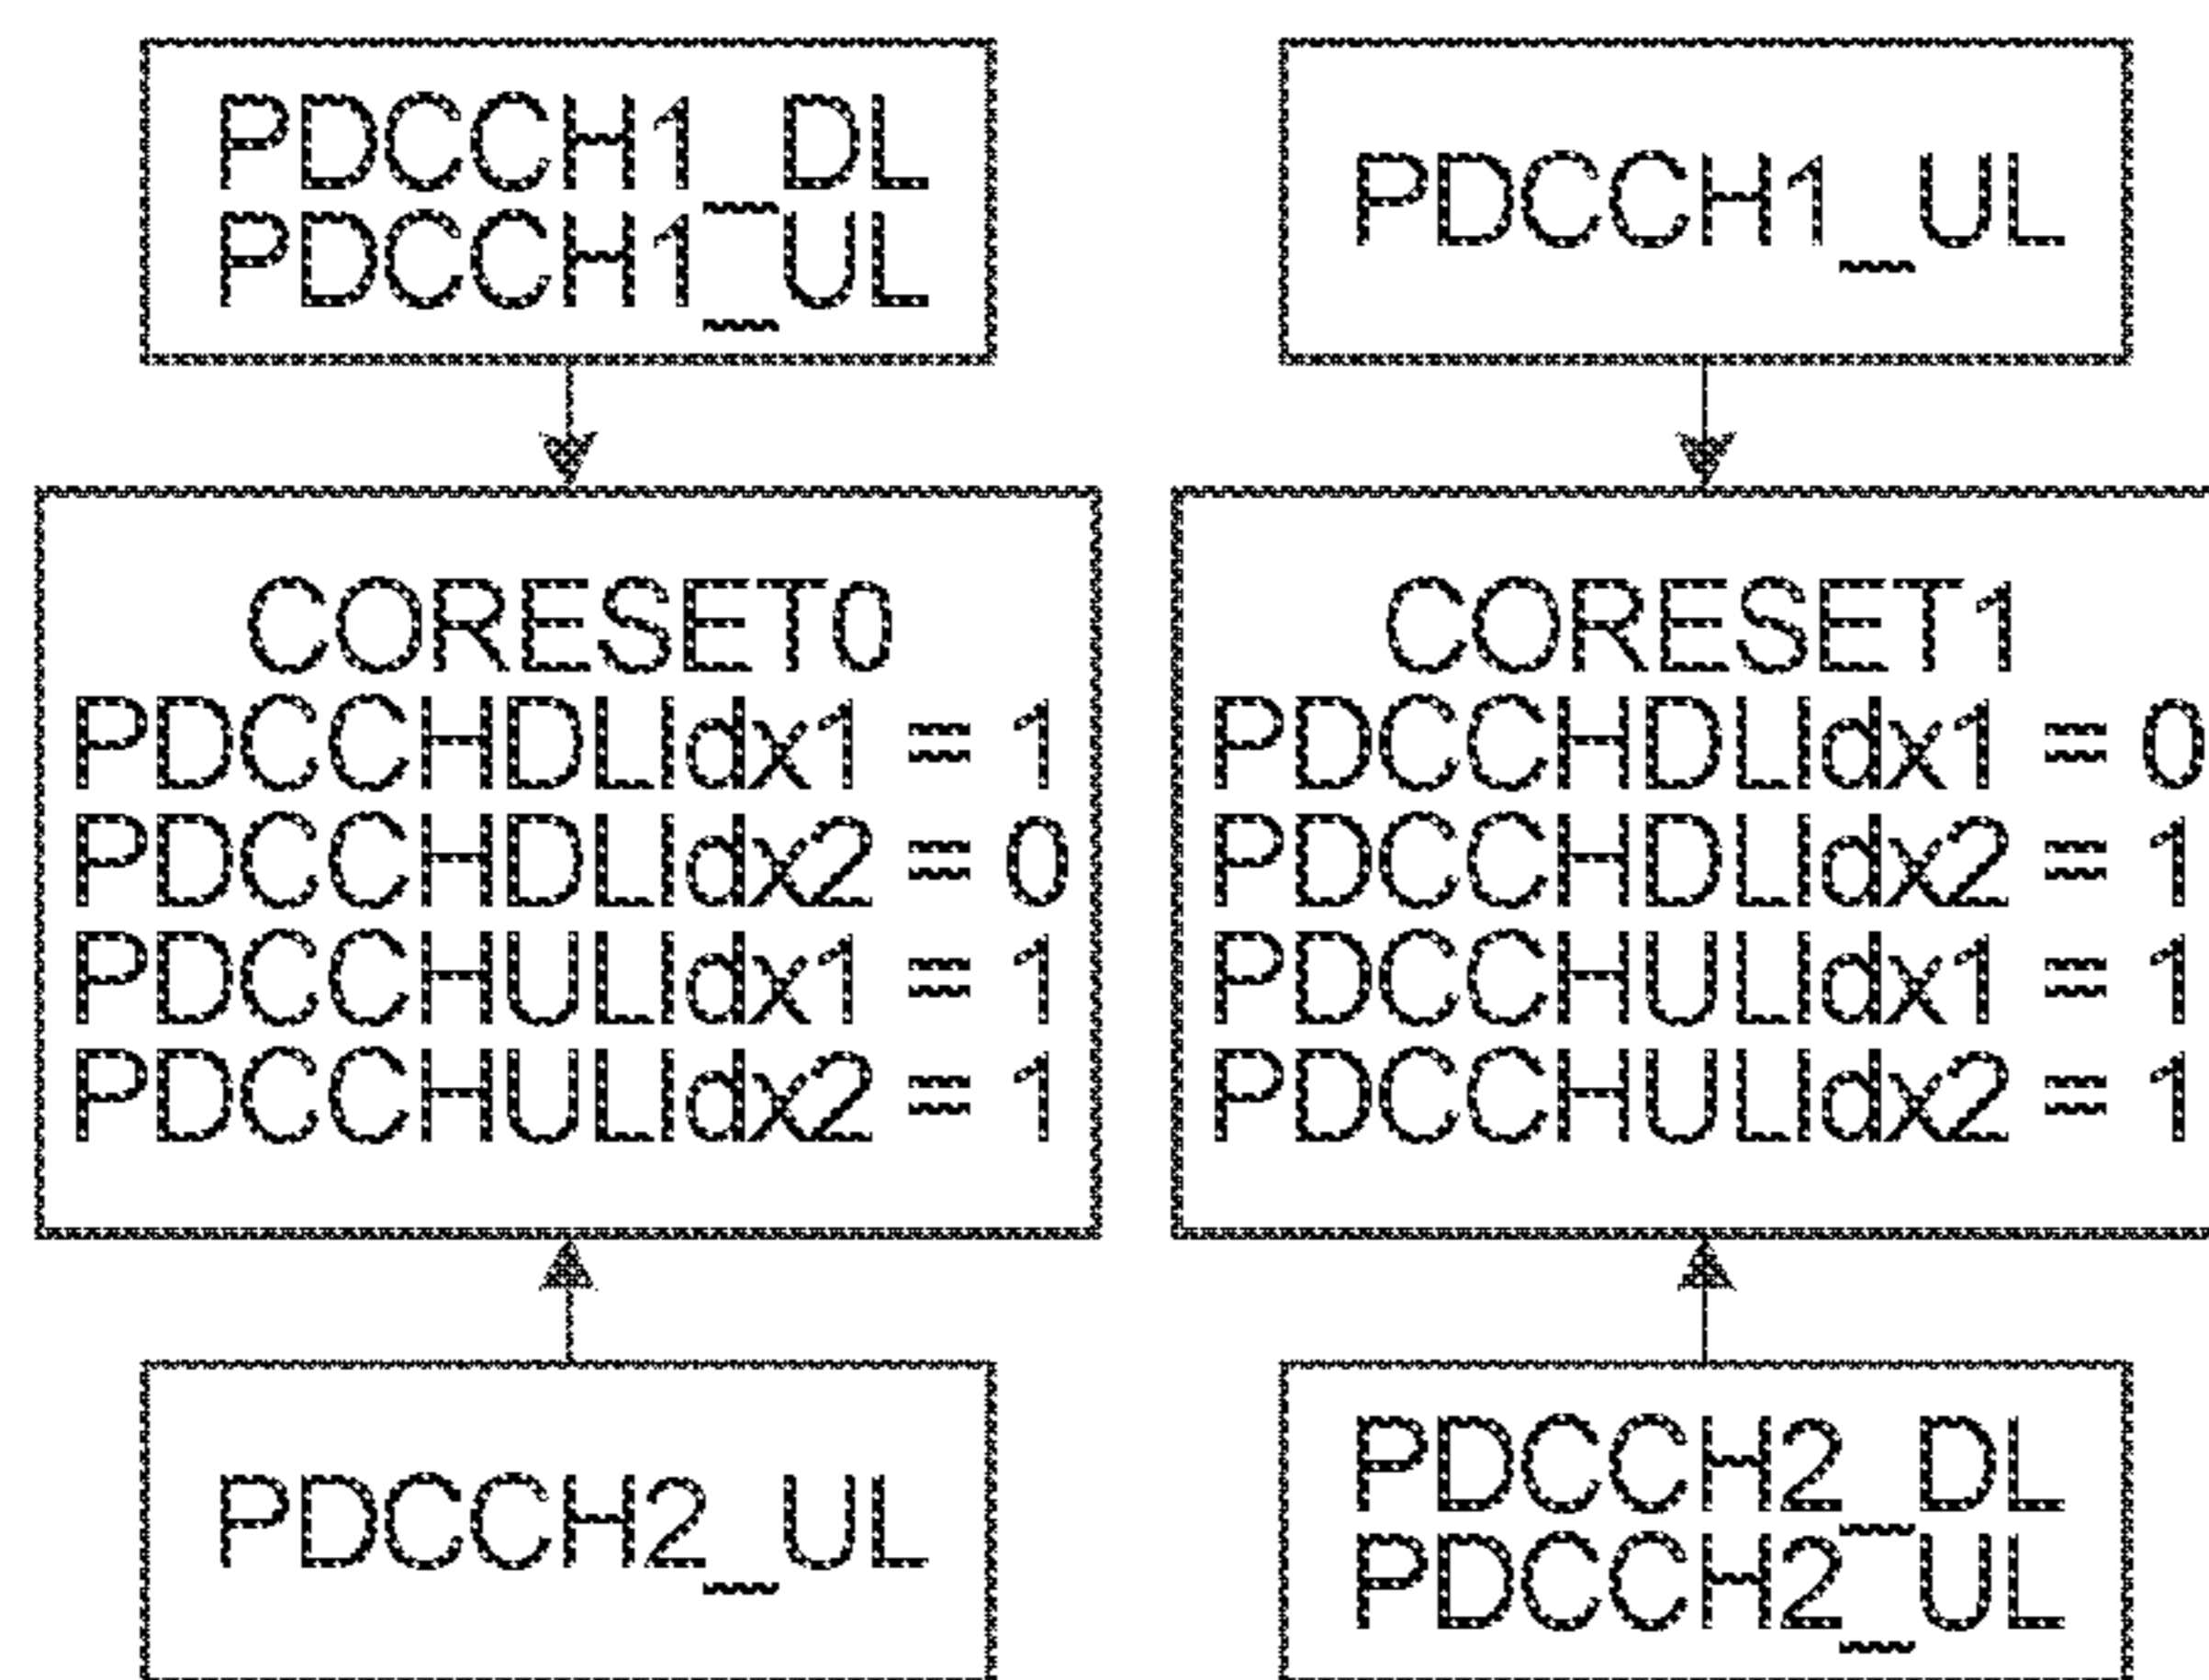 PDCCH1_DL
PDCCH1_UL
PDCCH1_UL
CORESET0
PDCCHDLIdx1 = 1
PDCCHDLIdx2 = 0
PDCCHULIdx1 = 1
PDCCHULIdx2 = 1
CORESET1
PDCCHDLIdx1 = 0
PDCCHDLIdx2 = 1
PDCCHULIdx1 = 1
PDCCHULIdx2 = 1
PDCCH2_UL
PDCCH2_DL
PDCCH2_UL